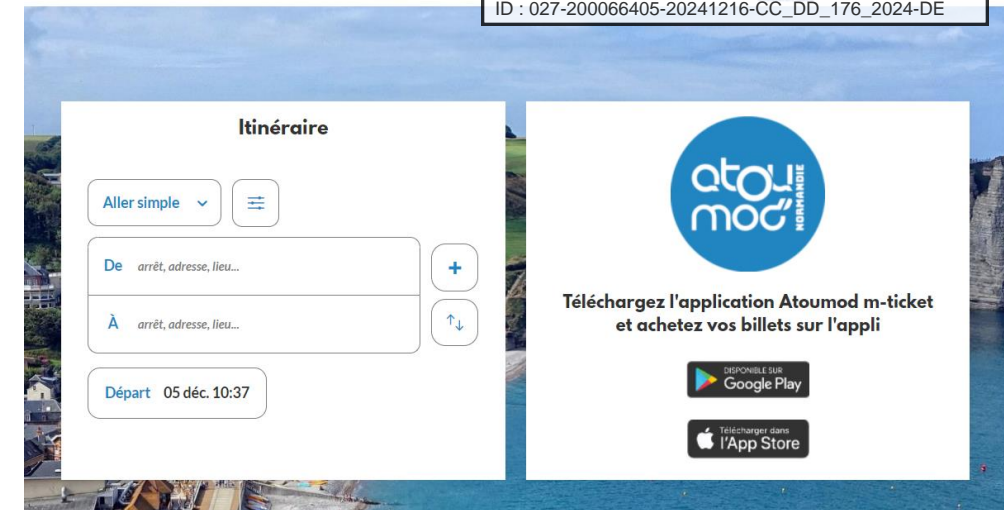 ID : 027-200066405-20241216-CC_DD_176_2024-DE
Itinéraire
Aller simple
De arrêt, adresse, lieu...
+
À arrêt, adresse, lieu...
Départ 05 déc. 10:37
atoumod
NORMANDIE
Téléchargez l'application Atoumod m-ticket
et achetez vos billets sur l'appli
DISPONIBLE SUR
Google Play
Télécharger dans
l'App Store